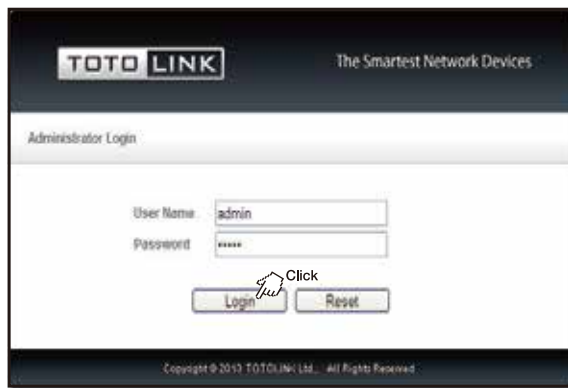 TOTO LINK
The Smartest Network Devices
Administrator Login
User Name admin
Password •••••
Click
Login Reset
Copyright © 2013 TOTOLINK Ltd., All Rights Reserved